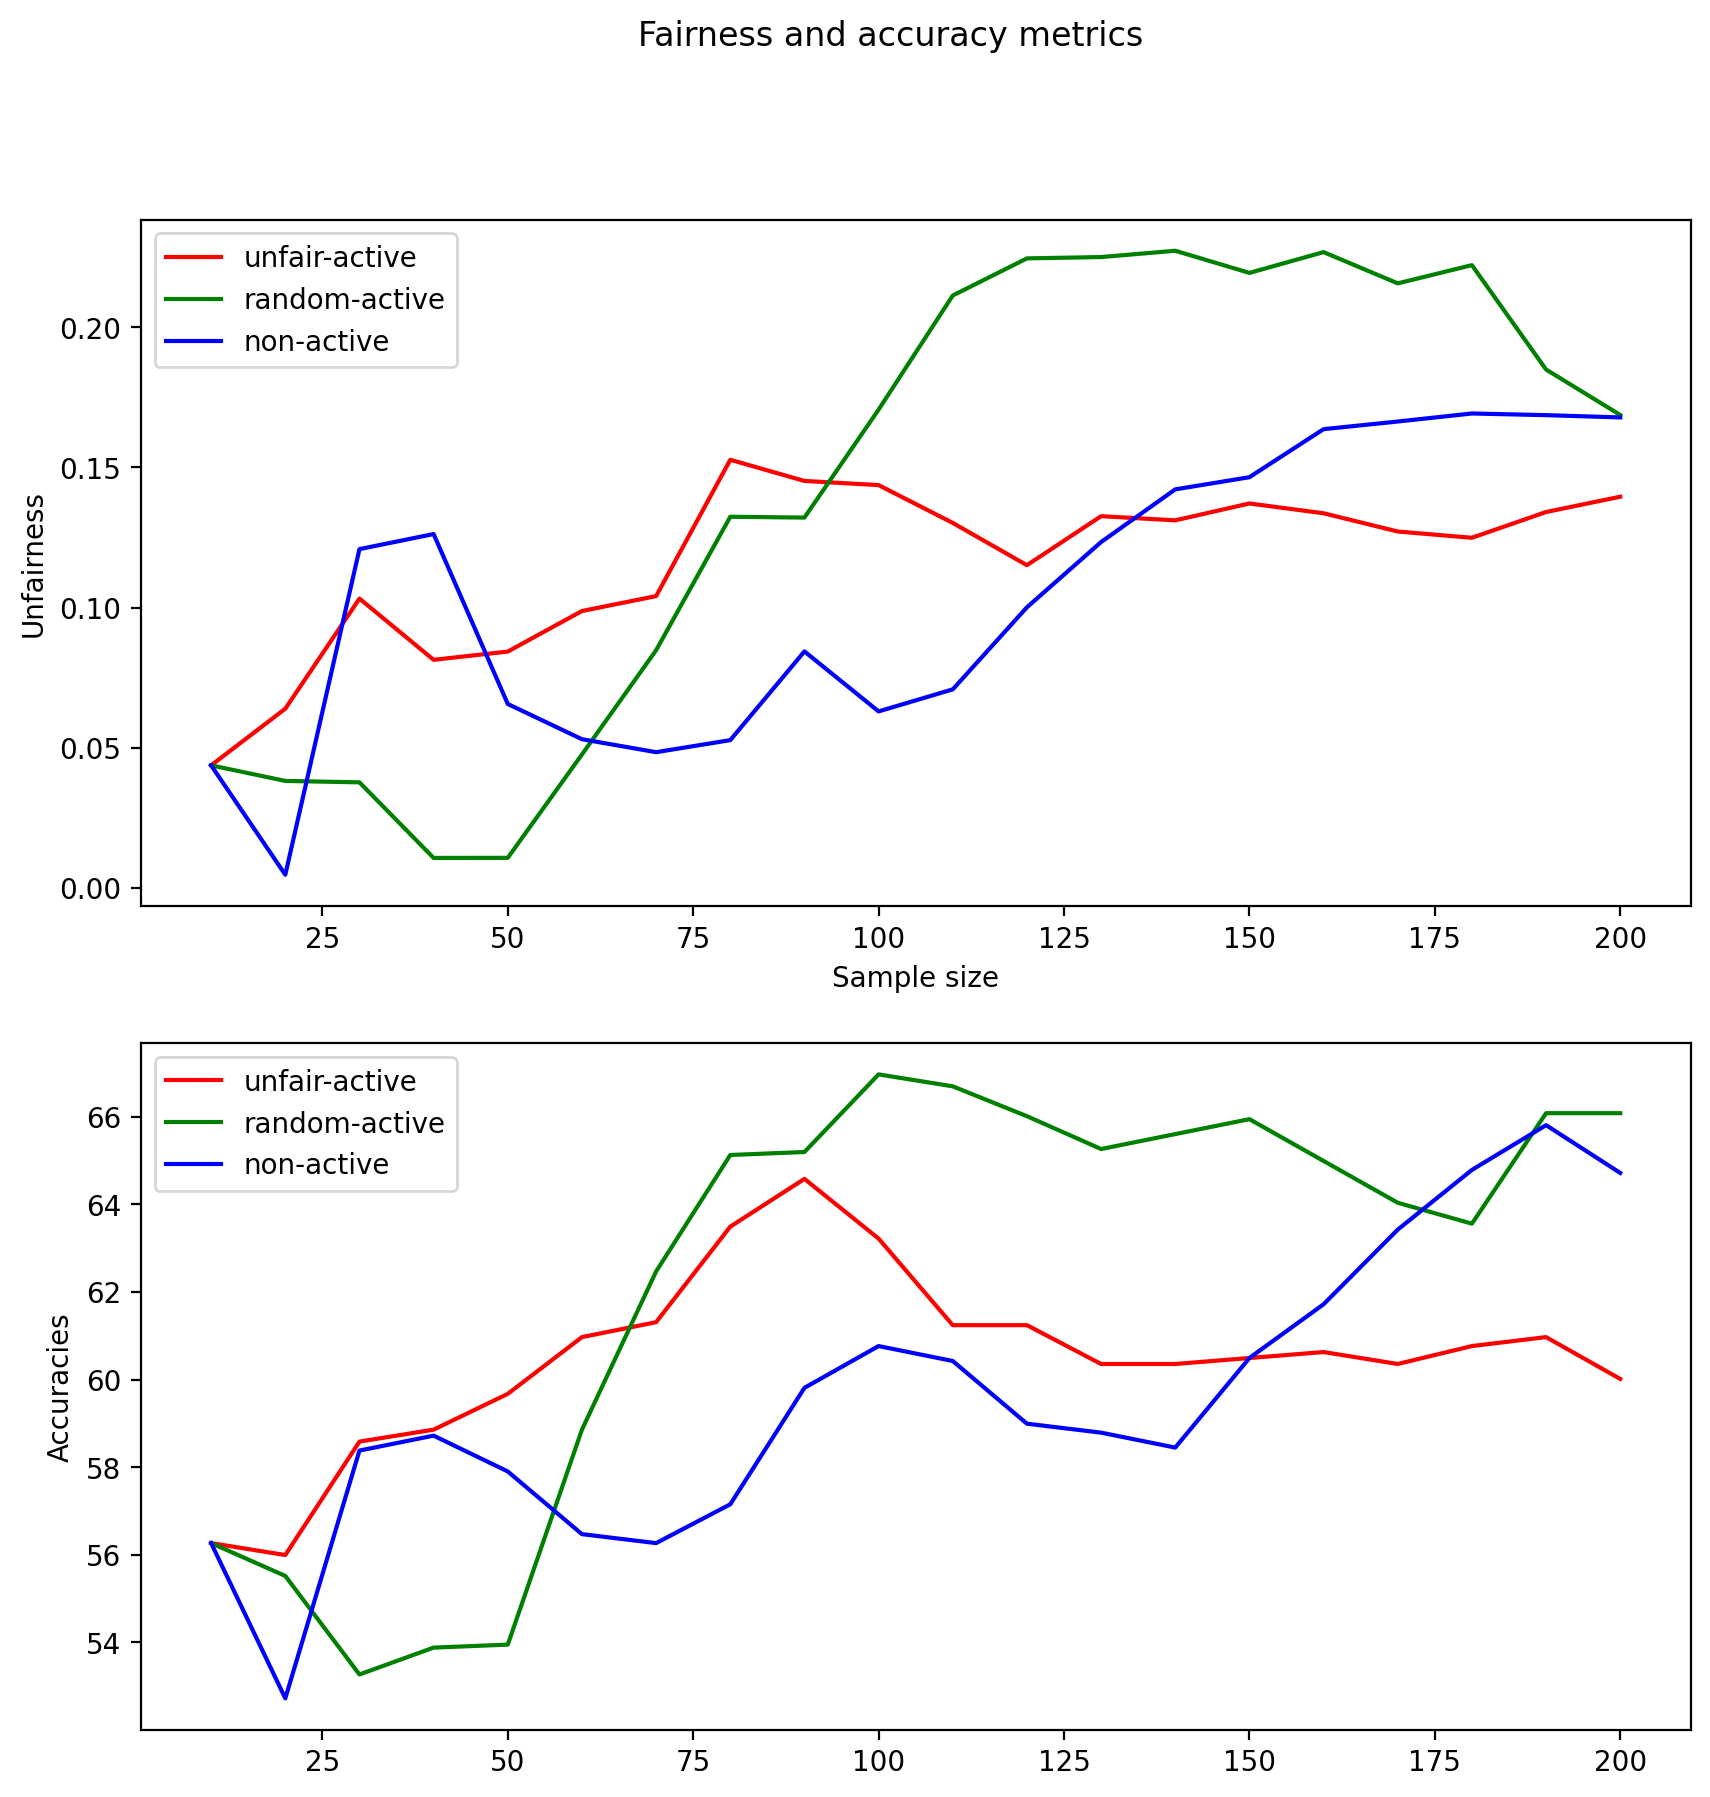 Fairness and accuracy metrics
unfair-active
random-active
non-active
0.20
0.15
0.10
0.05
0.00
Unfairness
25 50 75 100 125 150 175 200
Sample size
unfair-active
random-active
non-active
66
64
62
60
58
56
54
Accuracies
25 50 75 100 125 150 175 200